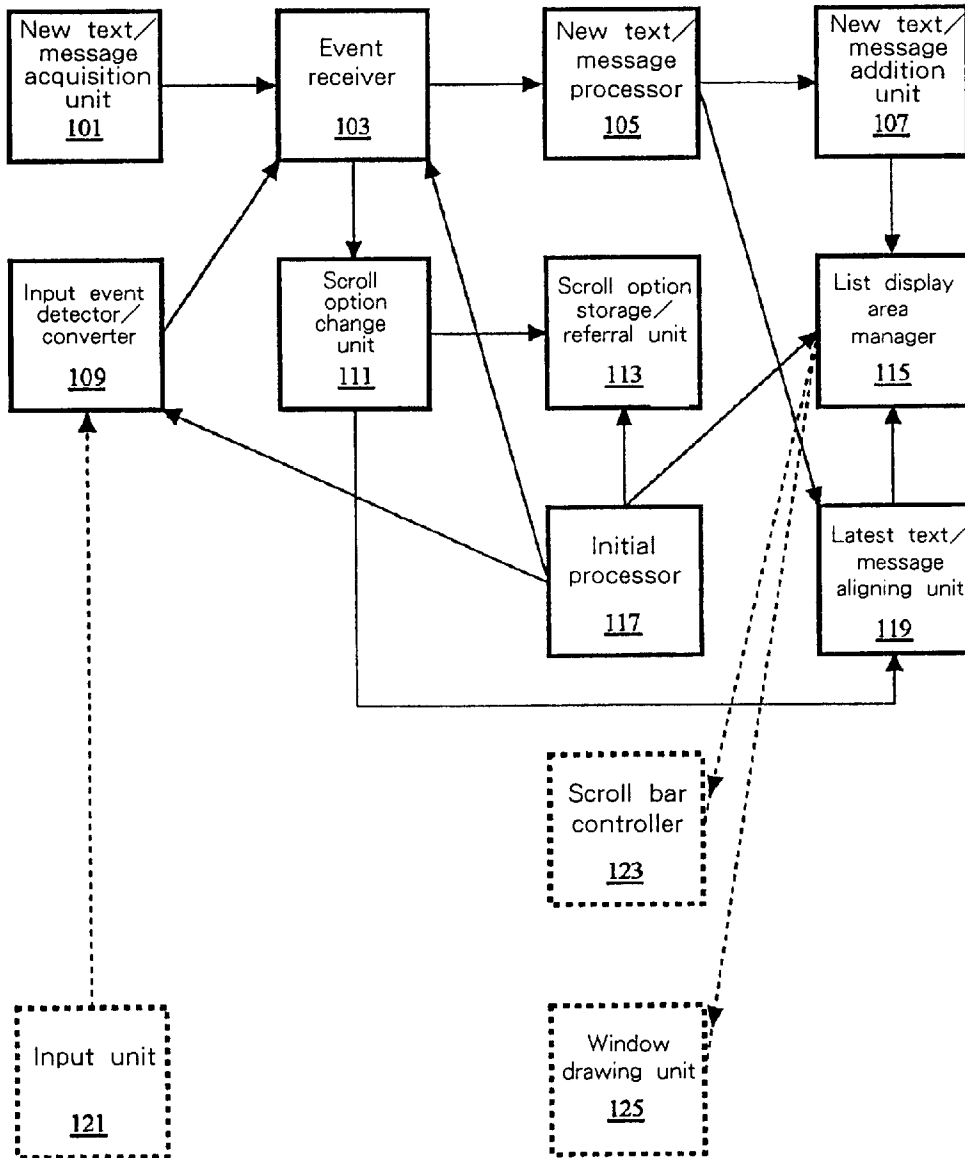 New text/
message
acquisition
unit
101
Event
receiver
103
New text/
message
processor
105
New text/
message
addition
unit
107
Input event
detector/
converter
109
Scroll
option
change
unit
111
Scroll option
storage/
referral unit
113
List display
area
manager
115
Initial
processor
117
Latest text/
message
aligning unit
119
Scroll bar
controller
123
Input unit
121
Window
drawing unit
125